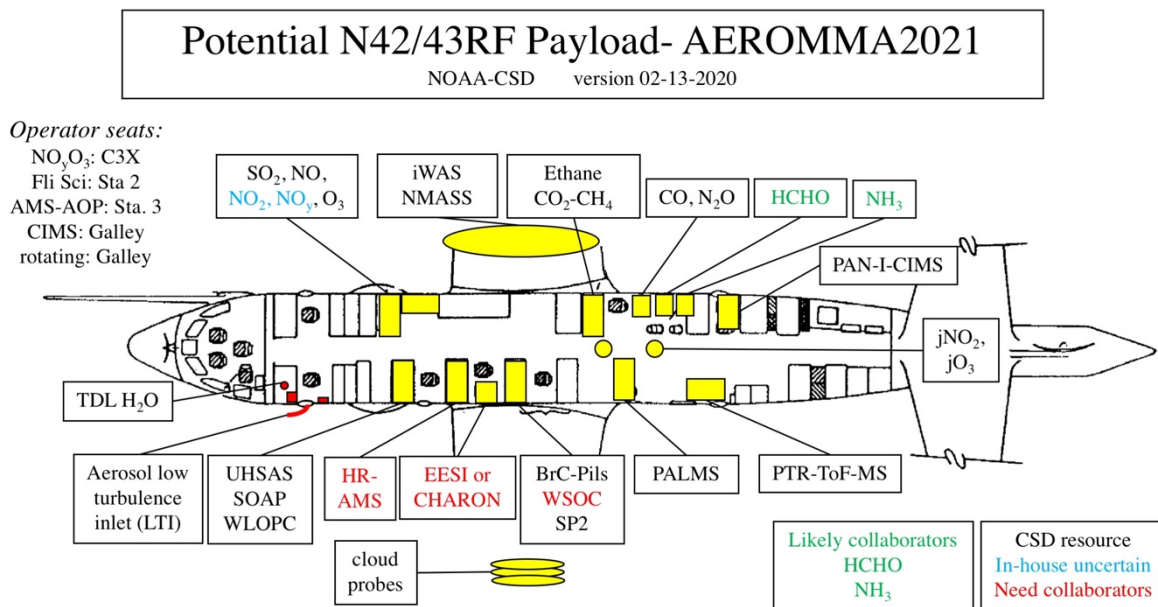 Potential N42/43RF Payload- AEROMMA2021
NOAA-CSD version 02-13-2020
Operator seats:
NOyO₃: C3X
Fli Sci: Sta 2
AMS-AOP: Sta. 3
CIMS: Galley
rotating: Galley
SO₂, NO,
NO₂, NOy, O₃
iWAS
NMASS
Ethane
CO₂-CH₄
CO, N₂O
HCHO
NH₃
PAN-I-CIMS
jNO₂,
jO₃
TDL H₂O
Aerosol low
turbulence
inlet (LTI)
UHSAS
SOAP
WLOPC
HR-
AMS
EESI or
CHARON
BrC-Pils
WSOC
SP2
PALMS
PTR-ToF-MS
cloud
probes
Likely collaborators
HCHO
NH₃
CSD resource
In-house uncertain
Need collaborators